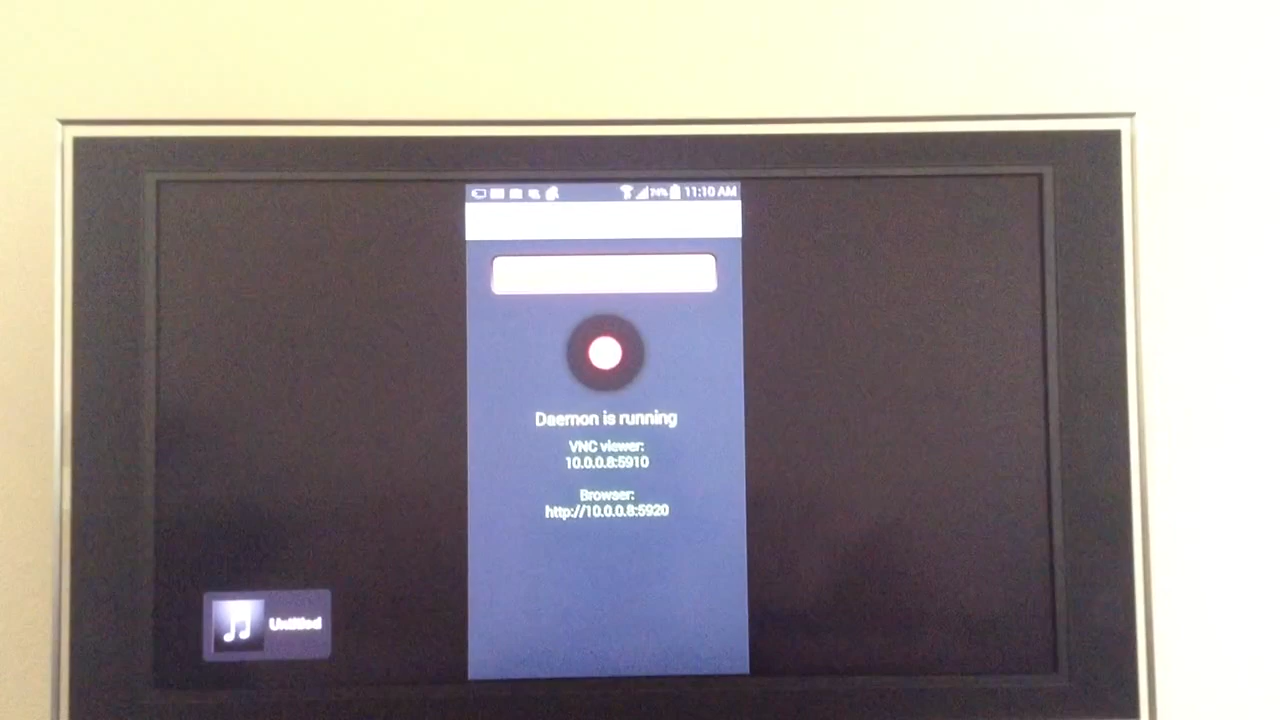 74% 11:10 AM
Daemon is running
VNC viewer:
10.0.0.8:5910
Browser:
http://10.0.0.8:5920
Untitled